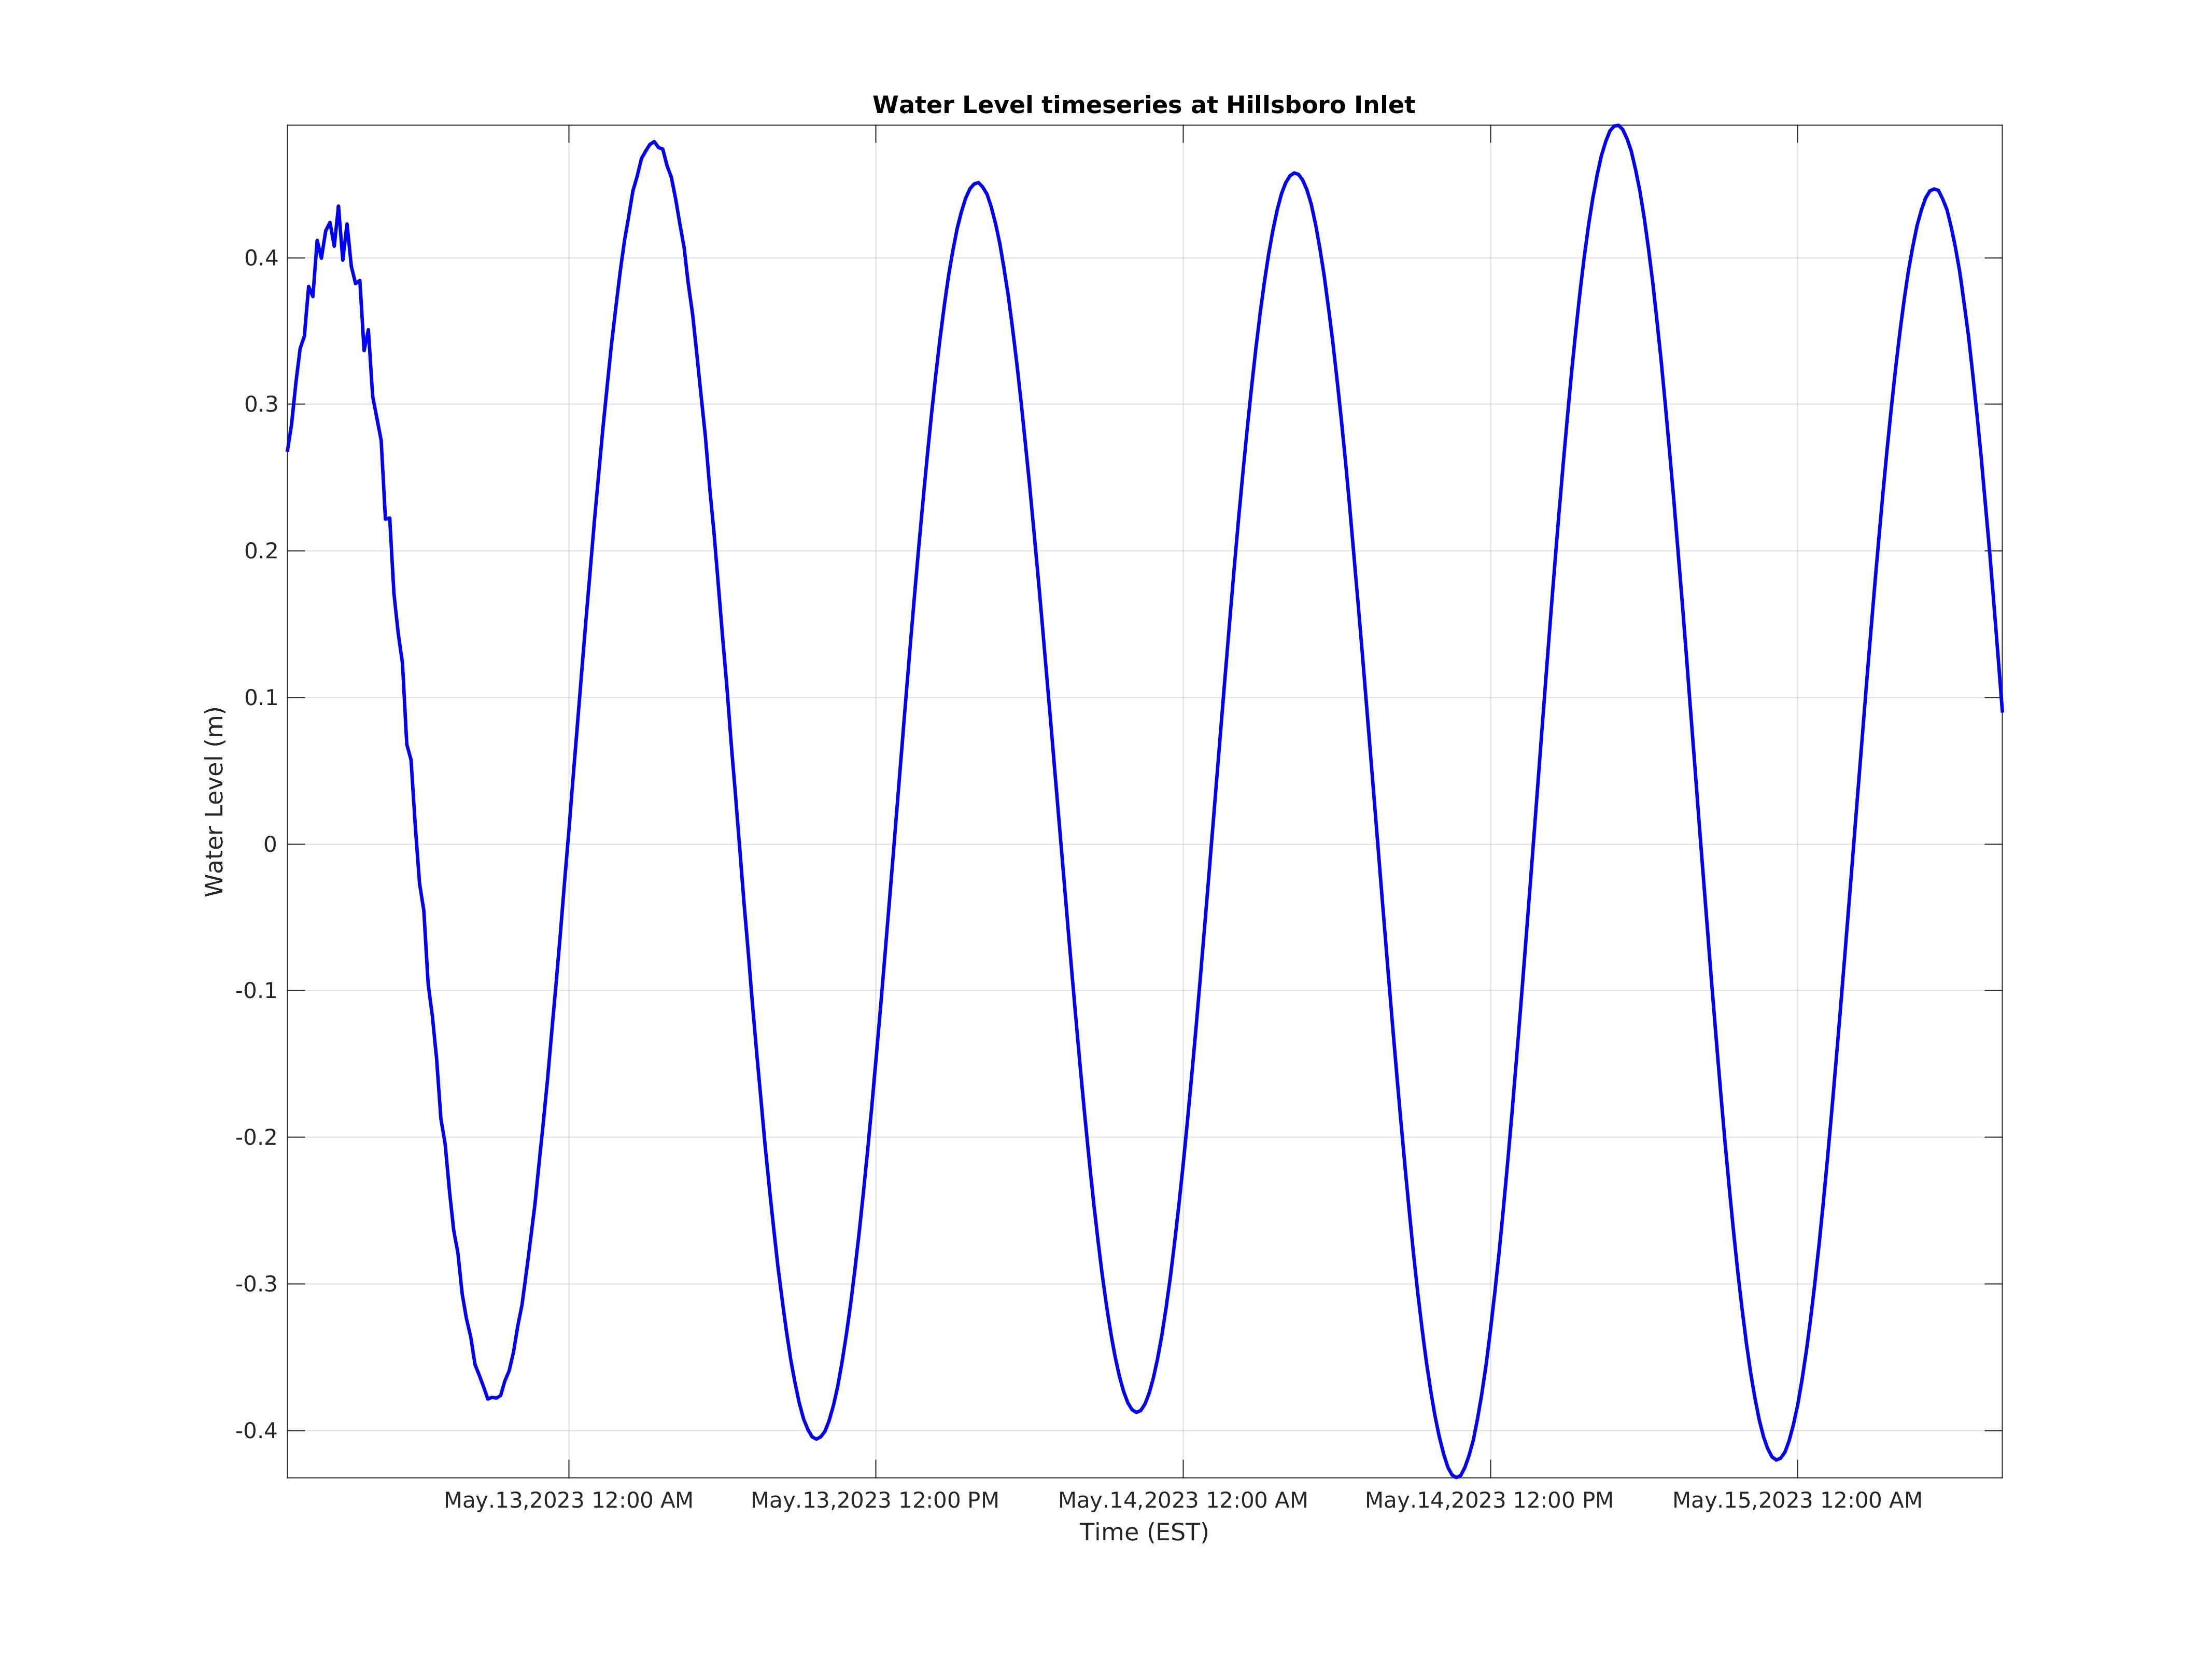 Water Level timeseries at Hillsboro Inlet
0.4
0.3
0.2
0.1
0
-0.1
-0.2
-0.3
-0.4
Water Level (m)
May.13,2023 12:00 AM
May.13,2023 12:00 PM
May.14,2023 12:00 AM
May.14,2023 12:00 PM
May.15,2023 12:00 AM
Time (EST)